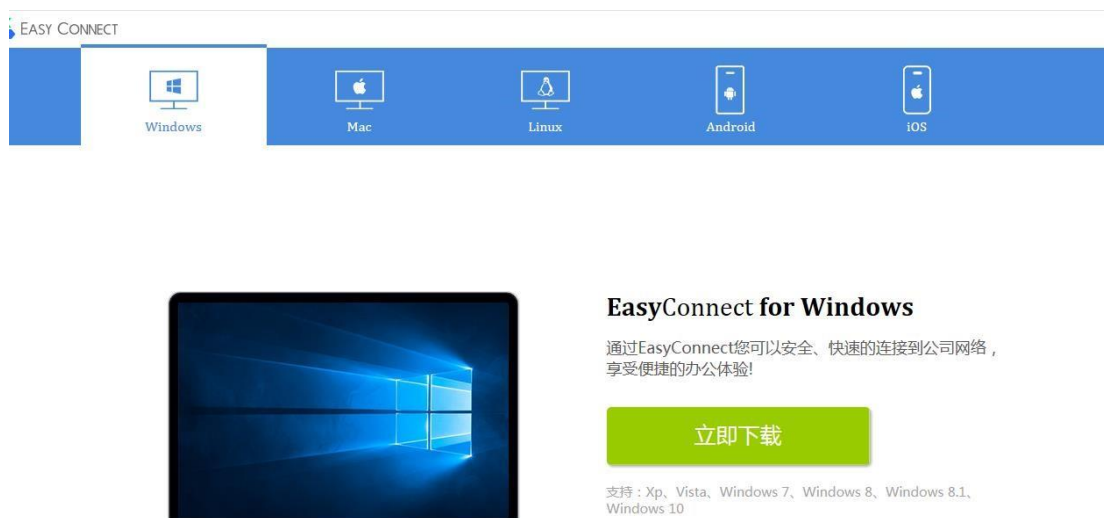 EASY CONNECT
Windows
Mac
Linux
Android
iOS
EasyConnect for Windows
通过EasyConnect您可以安全、快速的连接到公司网络，
享受便捷的办公体验!
立即下载
支持：Xp、Vista、Windows 7、Windows 8、Windows 8.1、
Windows 10